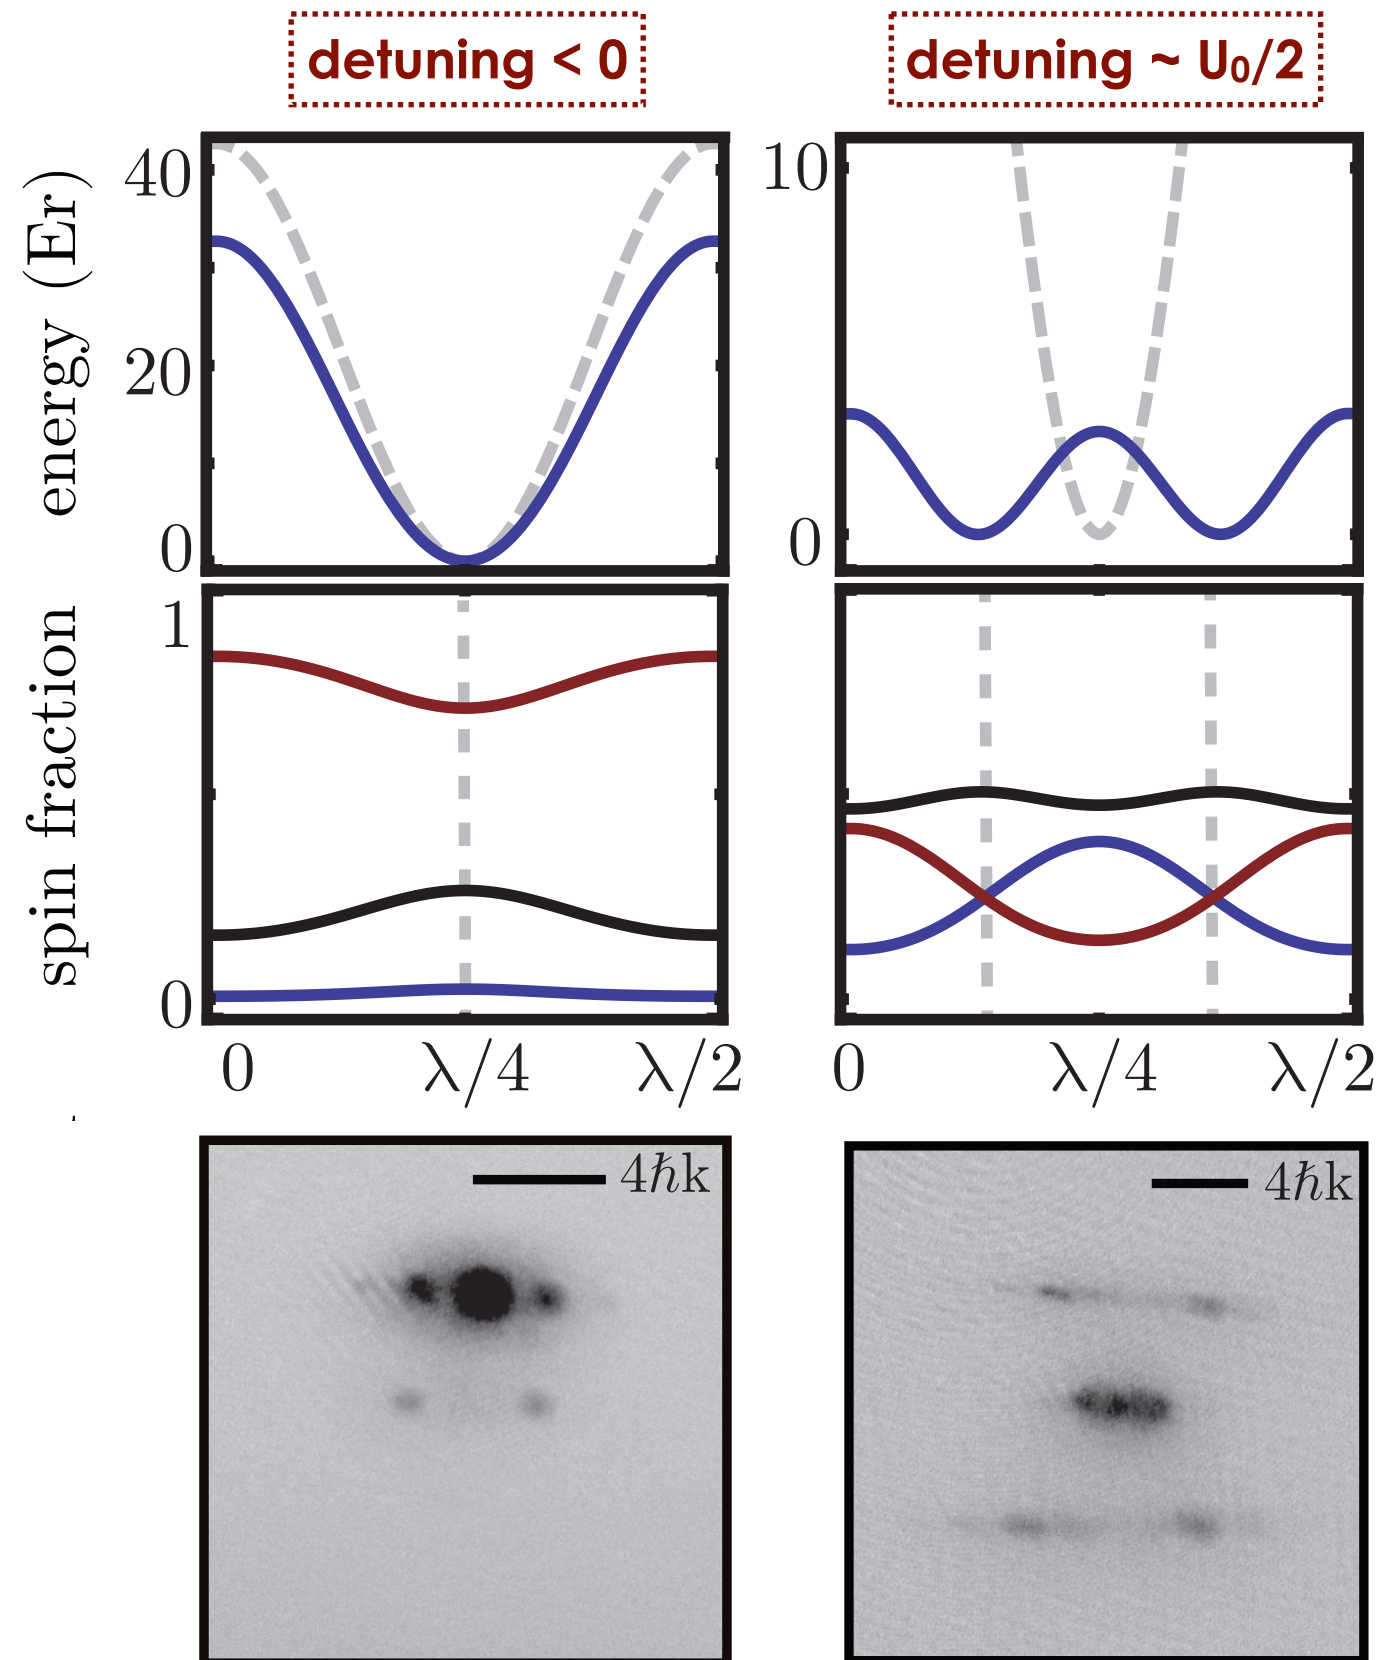 detuning < 0
detuning ~ U₀/2
energy (Er)
40
20
0
10
0
spin fraction
1
0
0 λ/4 λ/2
0 λ/4 λ/2
4ħk
4ħk